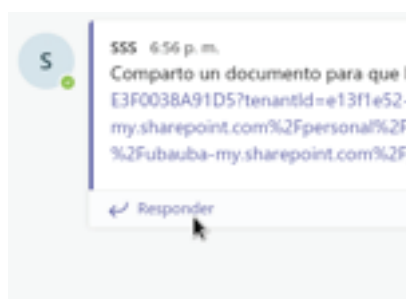 S
SSS 6:56 p. m.
Comparto un documento para que
E3F0038A91D5?tenantId=e13f1e52-
my.sharepoint.com%2Fpersonal%2F
%2Fubauba-my.sharepoint.com%2F
Responder